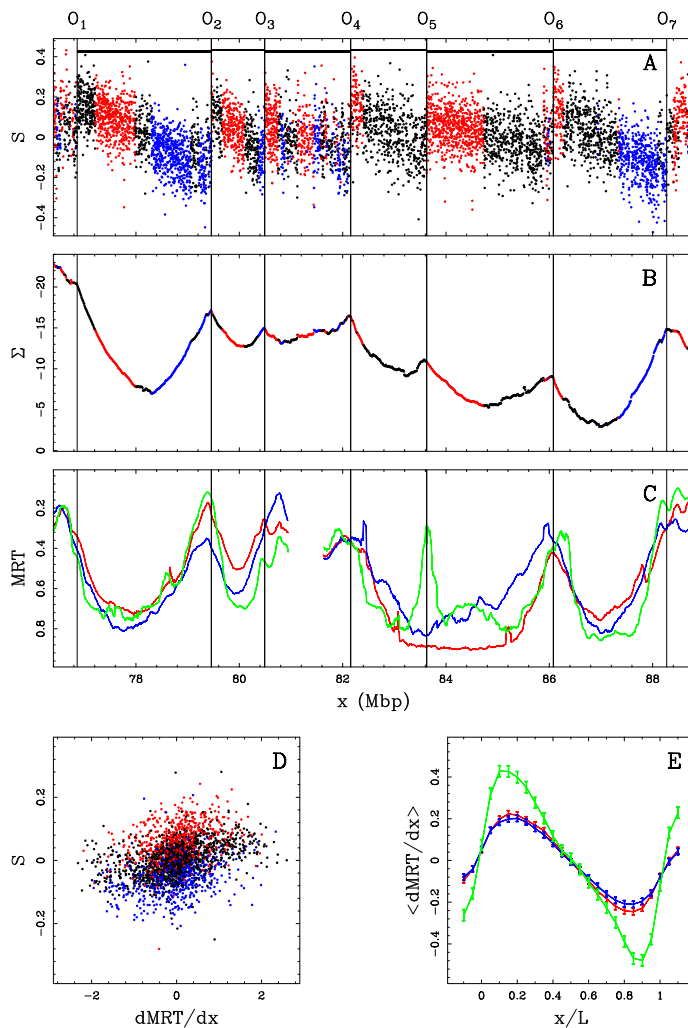 O1 O2 O3 O4 O5 O6 O7
A
S
0.4
0.2
0
−0.2
−0.4
B
Σ
−20
−15
−10
−5
0
C
MRT
0.2
0.4
0.6
0.8
78 80 82 84 86 88
x (Mbp)
D
S
0.2
0
−0.2
−2 0 2
dMRT/dx
E
<dMRT/dx>
0.4
0.2
0
−0.2
−0.4
0 0.2 0.4 0.6 0.8 1
x/L